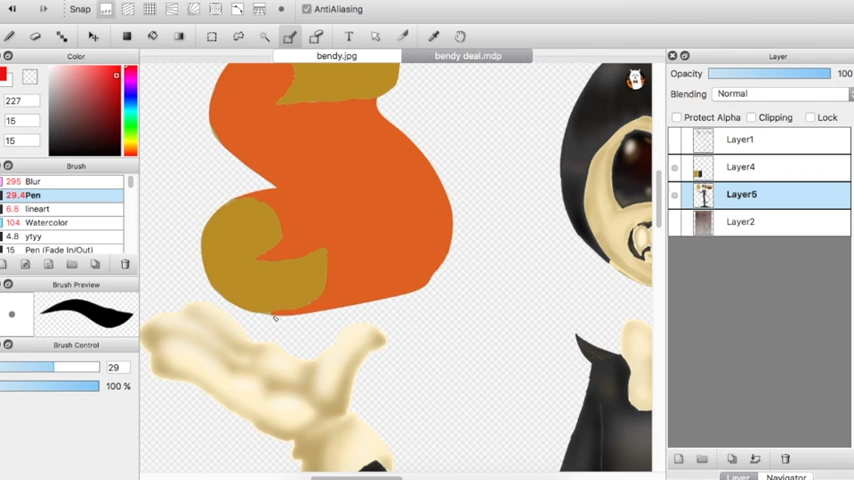 Snap
AntiAliasing
bendy.jpg
bendy deal.mdp
Color
227
15
15
Brush
295 Blur
29.4 Pen
6.8 lineart
104 Watercolor
4.8 ytyy
15 Pen (Fade In/Out)
Brush Preview
Brush Control
29
100 %
Layer
Opacity 100
Blending Normal
Protect Alpha Clipping Lock
Layer1
Layer4
Layer5
Layer2
Layer Navigator